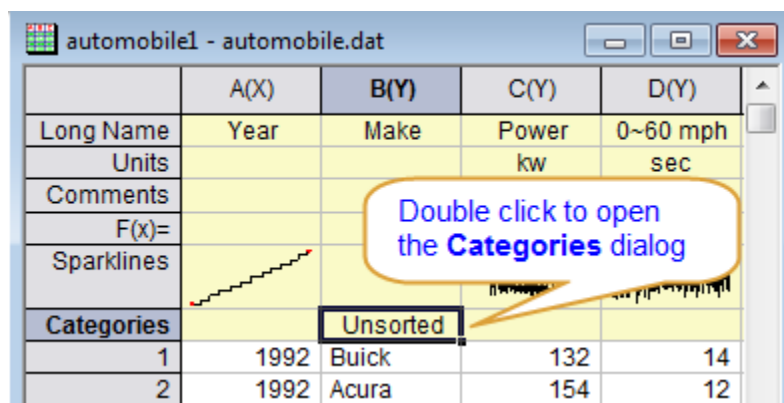 automobile1 - automobile.dat
A(X) B(Y) C(Y) D(Y)
Long Name Year Make Power 0~60 mph
Units kw sec
Comments
F(x)=
Double click to open
the Categories dialog
Sparklines
Categories Unsorted
1 1992 Buick 132 14
2 1992 Acura 154 12